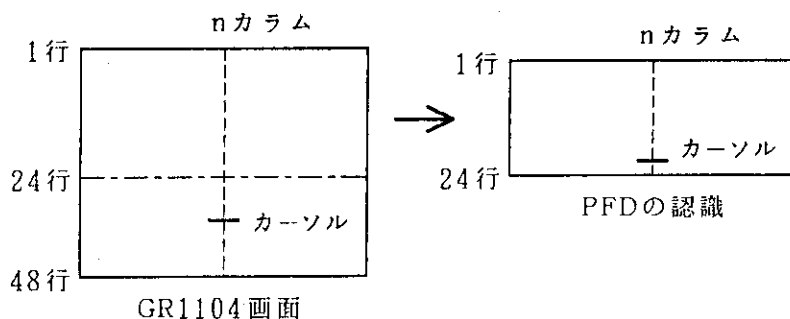 nカラム
1行
24行
カーソル
48行
GR1104画面
nカラム
1行
カーソル
24行
PFDの認識